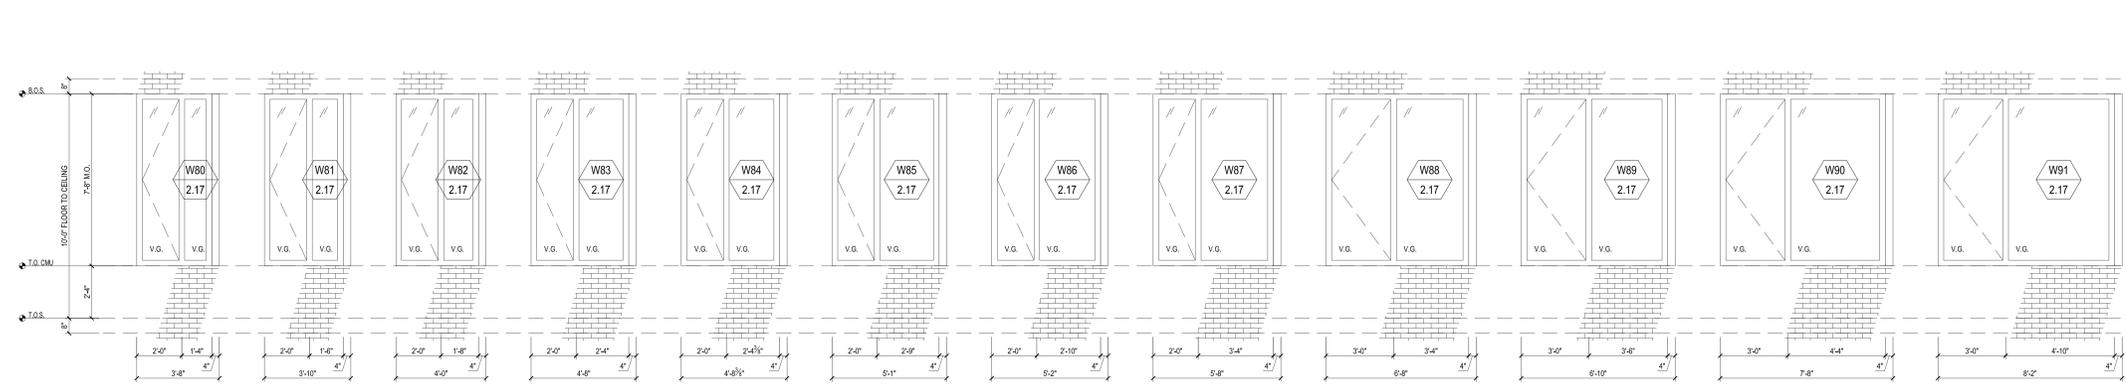 8"
B.O.S.
10'-0" FLOOR TO CEILING
7'-8" M.O.
T.O. CMU
2'-4"
T.O.S.
8"
W80
2.17
V.G. V.G.
2'-0" 1'-4"
4"
3'-8"
W81
2.17
V.G. V.G.
2'-0" 1'-6"
4"
3'-10"
W82
2.17
V.G. V.G.
2'-0" 1'-8"
4"
4'-0"
W83
2.17
V.G. V.G.
2'-0" 2'-4"
4"
4'-8"
W84
2.17
V.G. V.G.
2'-0" 2'-4⅝"
4"
4'-8⅝"
W85
2.17
V.G. V.G.
2'-0" 2'-9"
4"
5'-1"
W86
2.17
V.G. V.G.
2'-0" 2'-10"
4"
5'-2"
W87
2.17
V.G. V.G.
2'-0" 3'-4"
4"
5'-8"
W88
2.17
V.G. V.G.
3'-0" 3'-4"
4"
6'-8"
W89
2.17
V.G. V.G.
3'-0" 3'-6"
4"
6'-10"
W90
2.17
V.G. V.G.
3'-0" 4'-4"
4"
7'-8"
W91
2.17
V.G. V.G.
3'-0" 4'-10"
4"
8'-2"